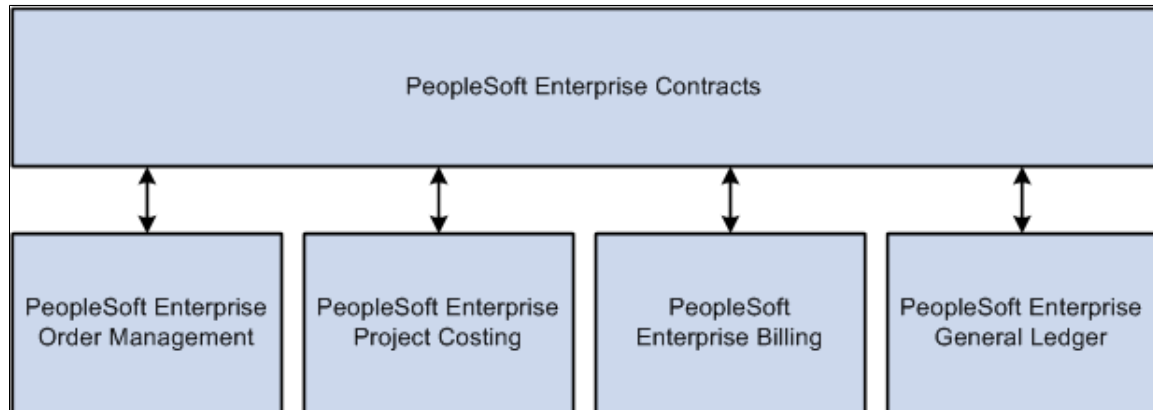 PeopleSoft Enterprise Contracts
PeopleSoft Enterprise
Order Management
PeopleSoft Enterprise
Project Costing
PeopleSoft
Enterprise Billing
PeopleSoft Enterprise
General Ledger